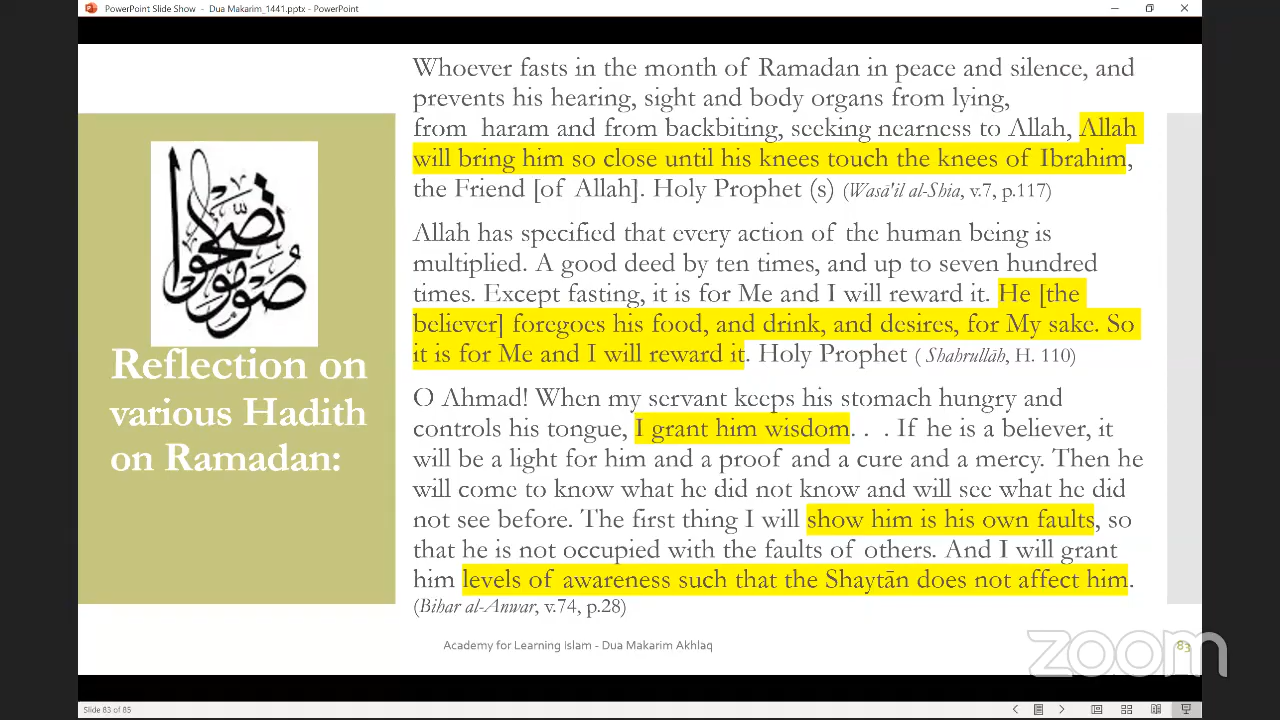 PowerPoint Slide Show - Dua Makarim_1441.pptx - PowerPoint
صوموا تصحوا
Reflection on
various Hadith
on Ramadan:
Whoever fasts in the month of Ramadan in peace and silence, and
prevents his hearing, sight and body organs from lying,
from haram and from backbiting, seeking nearness to Allah, Allah
will bring him so close until his knees touch the knees of Ibrahim,
the Friend [of Allah]. Holy Prophet (s) (Wasā'il al-Shia, v.7, p.117)
Allah has specified that every action of the human being is
multiplied. A good deed by ten times, and up to seven hundred
times. Except fasting, it is for Me and I will reward it. He [the
believer] foregoes his food, and drink, and desires, for My sake. So
it is for Me and I will reward it. Holy Prophet ( Shahrullāh, H. 110)
O Ahmad! When my servant keeps his stomach hungry and
controls his tongue, I grant him wisdom. . . If he is a believer, it
will be a light for him and a proof and a cure and a mercy. Then he
will come to know what he did not know and will see what he did
not see before. The first thing I will show him is his own faults, so
that he is not occupied with the faults of others. And I will grant
him levels of awareness such that the Shaytān does not affect him.
(Bihar al-Anwar, v.74, p.28)
Academy for Learning Islam - Dua Makarim Akhlaq
83
zoom
Slide 83 of 85